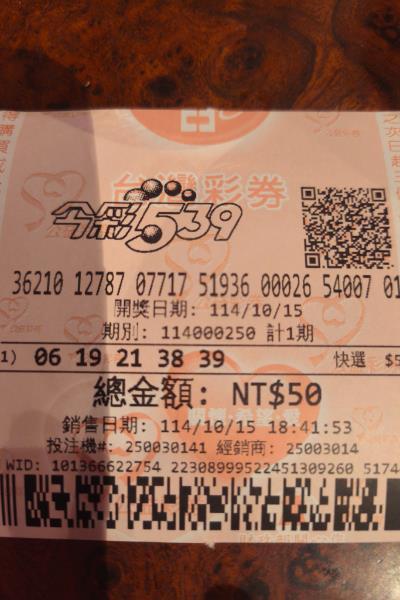 台灣彩券
今彩539
36210 12787 07717 51936 00026 54007 01
開獎日期: 114/10/15
期別: 114000250 計1期
1) 06 19 21 38 39 快選 $5
總金額: NT$50
銷售日期: 114/10/15 18:41:53
投注機#: 250030141 經銷商: 25003014
WID: 101366622754 22308999522451309260 5174